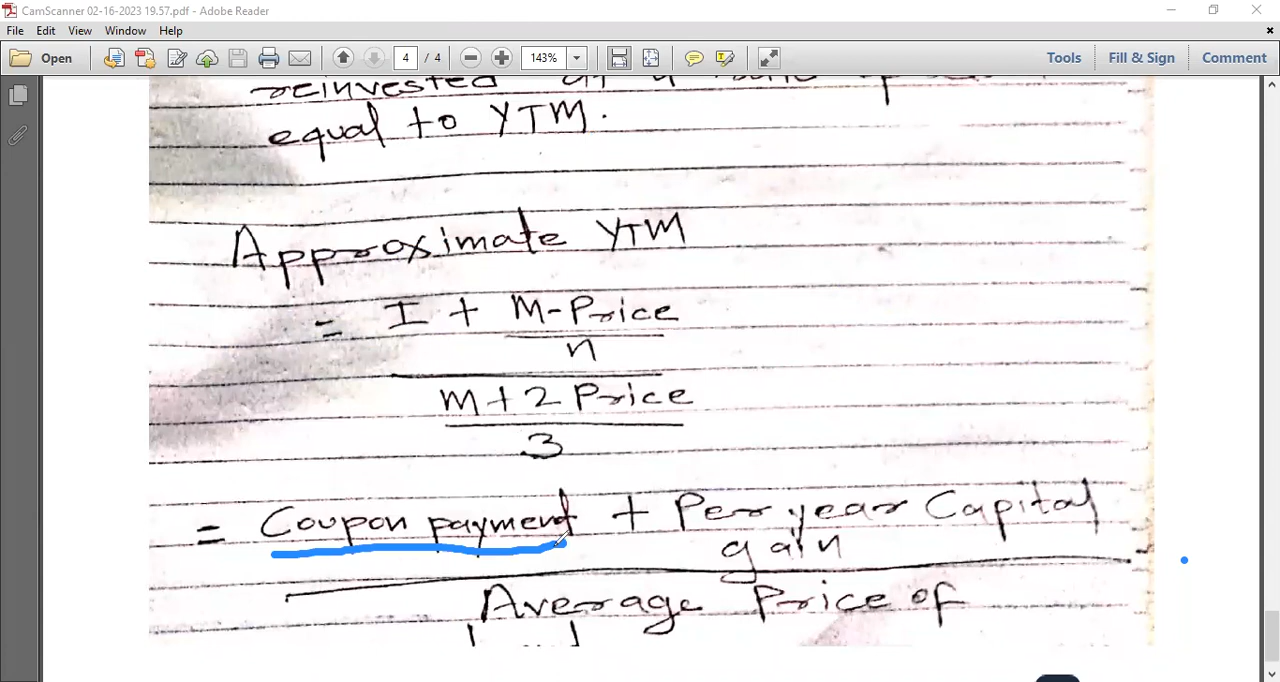 CamScanner 02-16-2023 19.57.pdf - Adobe Reader
File Edit View Window Help
Open 4 / 4 143% Tools Fill & Sign Comment
reinvested
equal to YTM.
Approximate YTM
= I + M-Price
n
M+2 Price
3
= Coupon payment + Per year Capital
gain
Average Price of